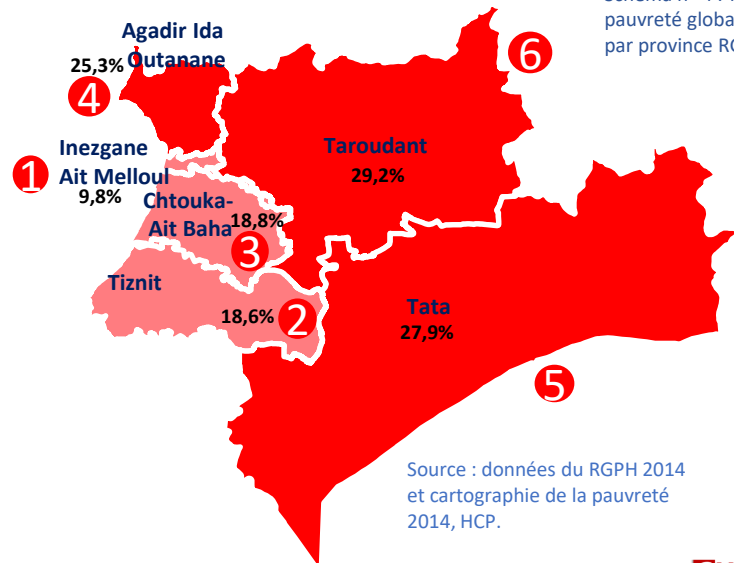 pauvreté globa
par province RG
Agadir Ida
Outanane
25,3%
4
6
Inezgane
Ait Melloul
1
9,8%
Taroudant
29,2%
Chtouka-
Ait Baha
18,8%
3
Tiznit
18,6%
2
Tata
27,9%
5
Source : données du RGPH 2014
et cartographie de la pauvreté
2014, HCP.